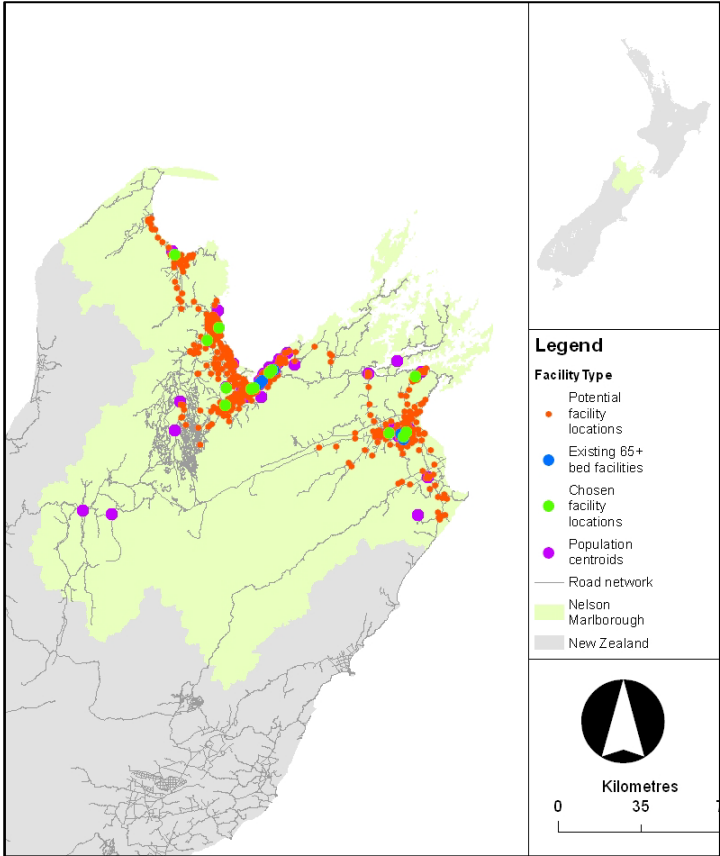 Legend
Facility Type
Potential
facility
locations
Existing 65+
bed facilities
Chosen
facility
locations
Population
centroids
Road network
Nelson
Marlborough
New Zealand
Kilometres
0 35 7